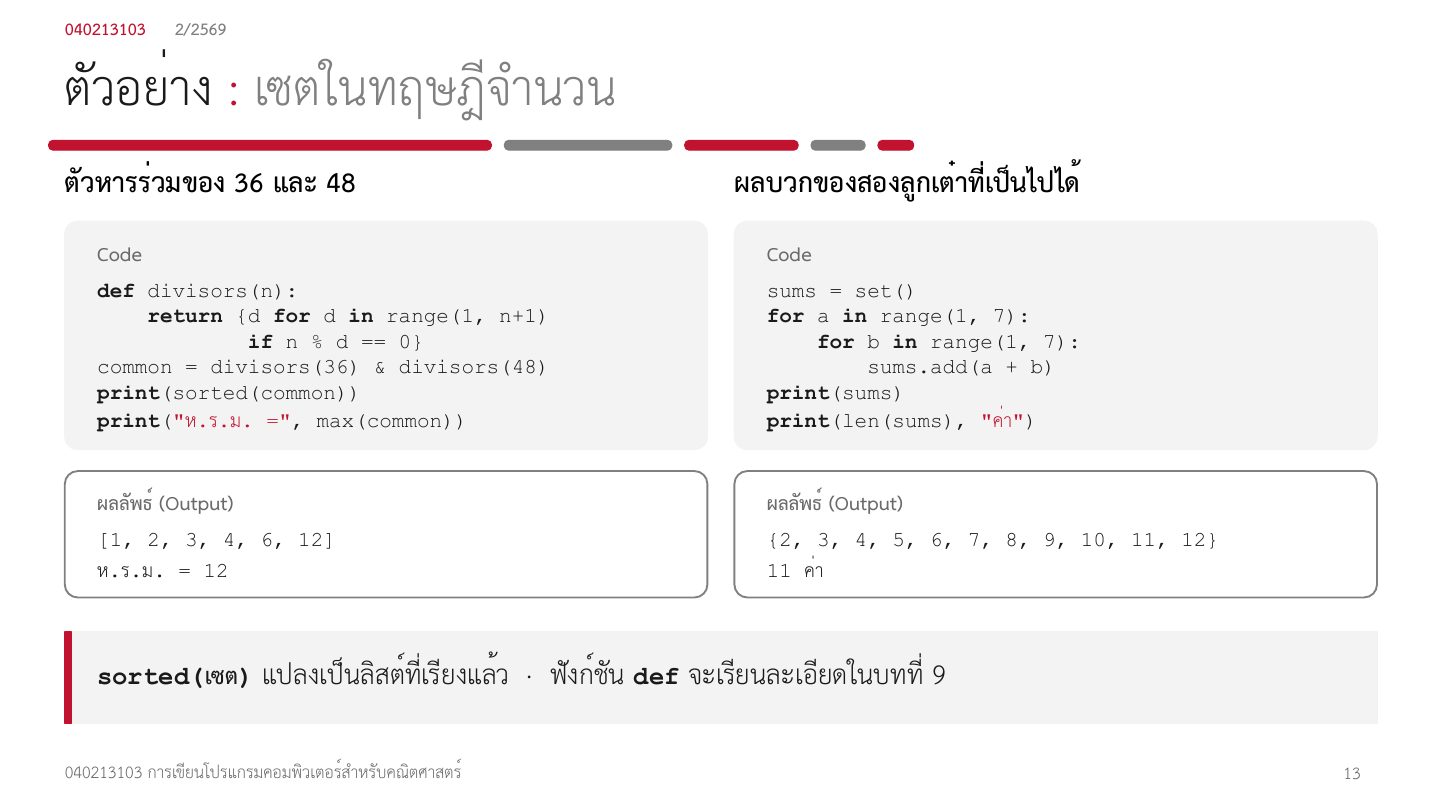 040213103 2/2569
ตัวอย่าง : เซตในทฤษฎีจำนวน
ตัวหารร่วมของ 36 และ 48
Code
def divisors(n):
    return {d for d in range(1, n+1)
            if n % d == 0}
common = divisors(36) & divisors(48)
print(sorted(common))
print("ห.ร.ม. =", max(common))
ผลลัพธ์ (Output)
[1, 2, 3, 4, 6, 12]
ห.ร.ม. = 12
ผลบวกของสองลูกเต๋าที่เป็นไปได้
Code
sums = set()
for a in range(1, 7):
    for b in range(1, 7):
        sums.add(a + b)
print(sums)
print(len(sums), "ค่า")
ผลลัพธ์ (Output)
{2, 3, 4, 5, 6, 7, 8, 9, 10, 11, 12}
11 ค่า
sorted(เซต) แปลงเป็นลิสต์ที่เรียงแล้ว · ฟังก์ชัน def จะเรียนละเอียดในบทที่ 9
040213103 การเขียนโปรแกรมคอมพิวเตอร์สำหรับคณิตศาสตร์ 13